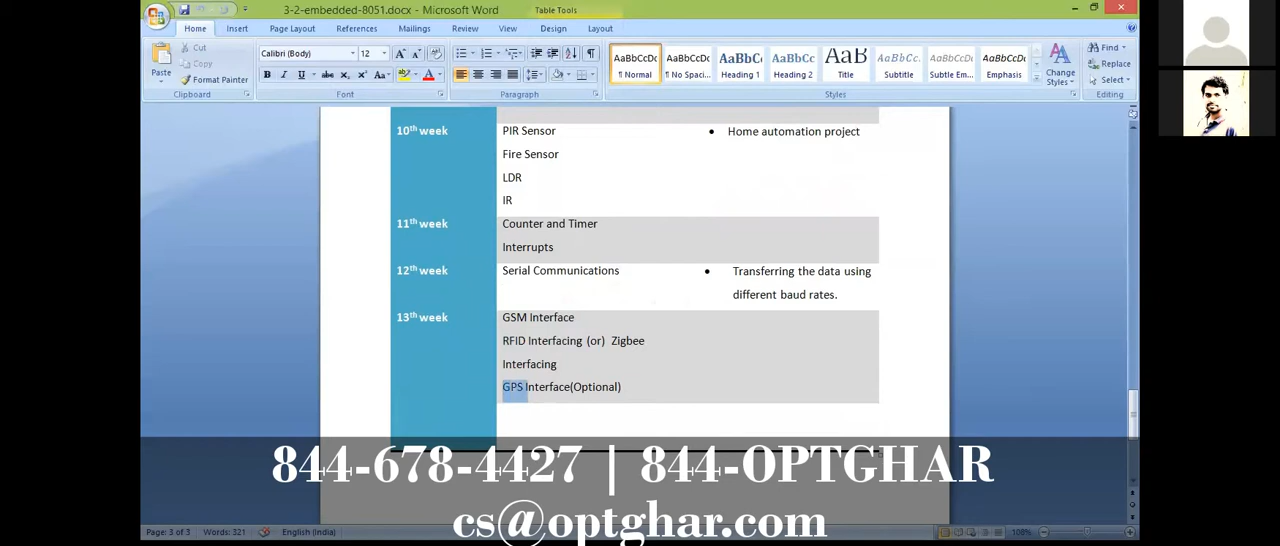 3-2-embedded-8051.docx - Microsoft Word
Table Tools
Home Insert Page Layout References Mailings Review View Design Layout
Paste
Cut
Copy
Format Painter
Clipboard
Calibri (Body) 12
Font
Paragraph
AaBbCcDc AaBbCcDc AaBbCc AaBbCc AaB AaBbCcDc AaBbCcDc AaBbCcDc
¶ Normal ¶ No Spaci... Heading 1 Heading 2 Title Subtitle Subtle Em... Emphasis
Styles
Change Styles
Find
Replace
Select
Editing
10th week PIR Sensor • Home automation project
Fire Sensor
LDR
IR
11th week Counter and Timer
Interrupts
12th week Serial Communications • Transferring the data using
different baud rates.
13th week GSM Interface
RFID Interfacing (or) Zigbee
Interfacing
GPS Interface(Optional)
844-678-4427 | 844-OPTGHAR
cs@optghar.com
Page: 3 of 3 Words: 321 English (India) 108%